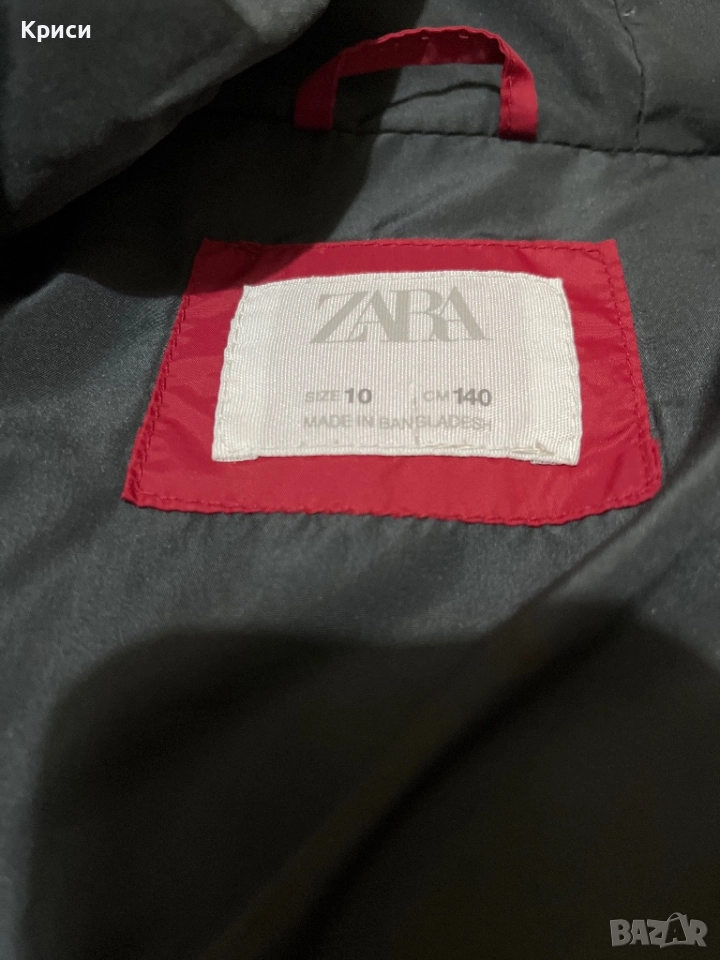 Криси
ZARA
SIZE 10 CM 140
MADE IN BANGLADESH
BAZAR